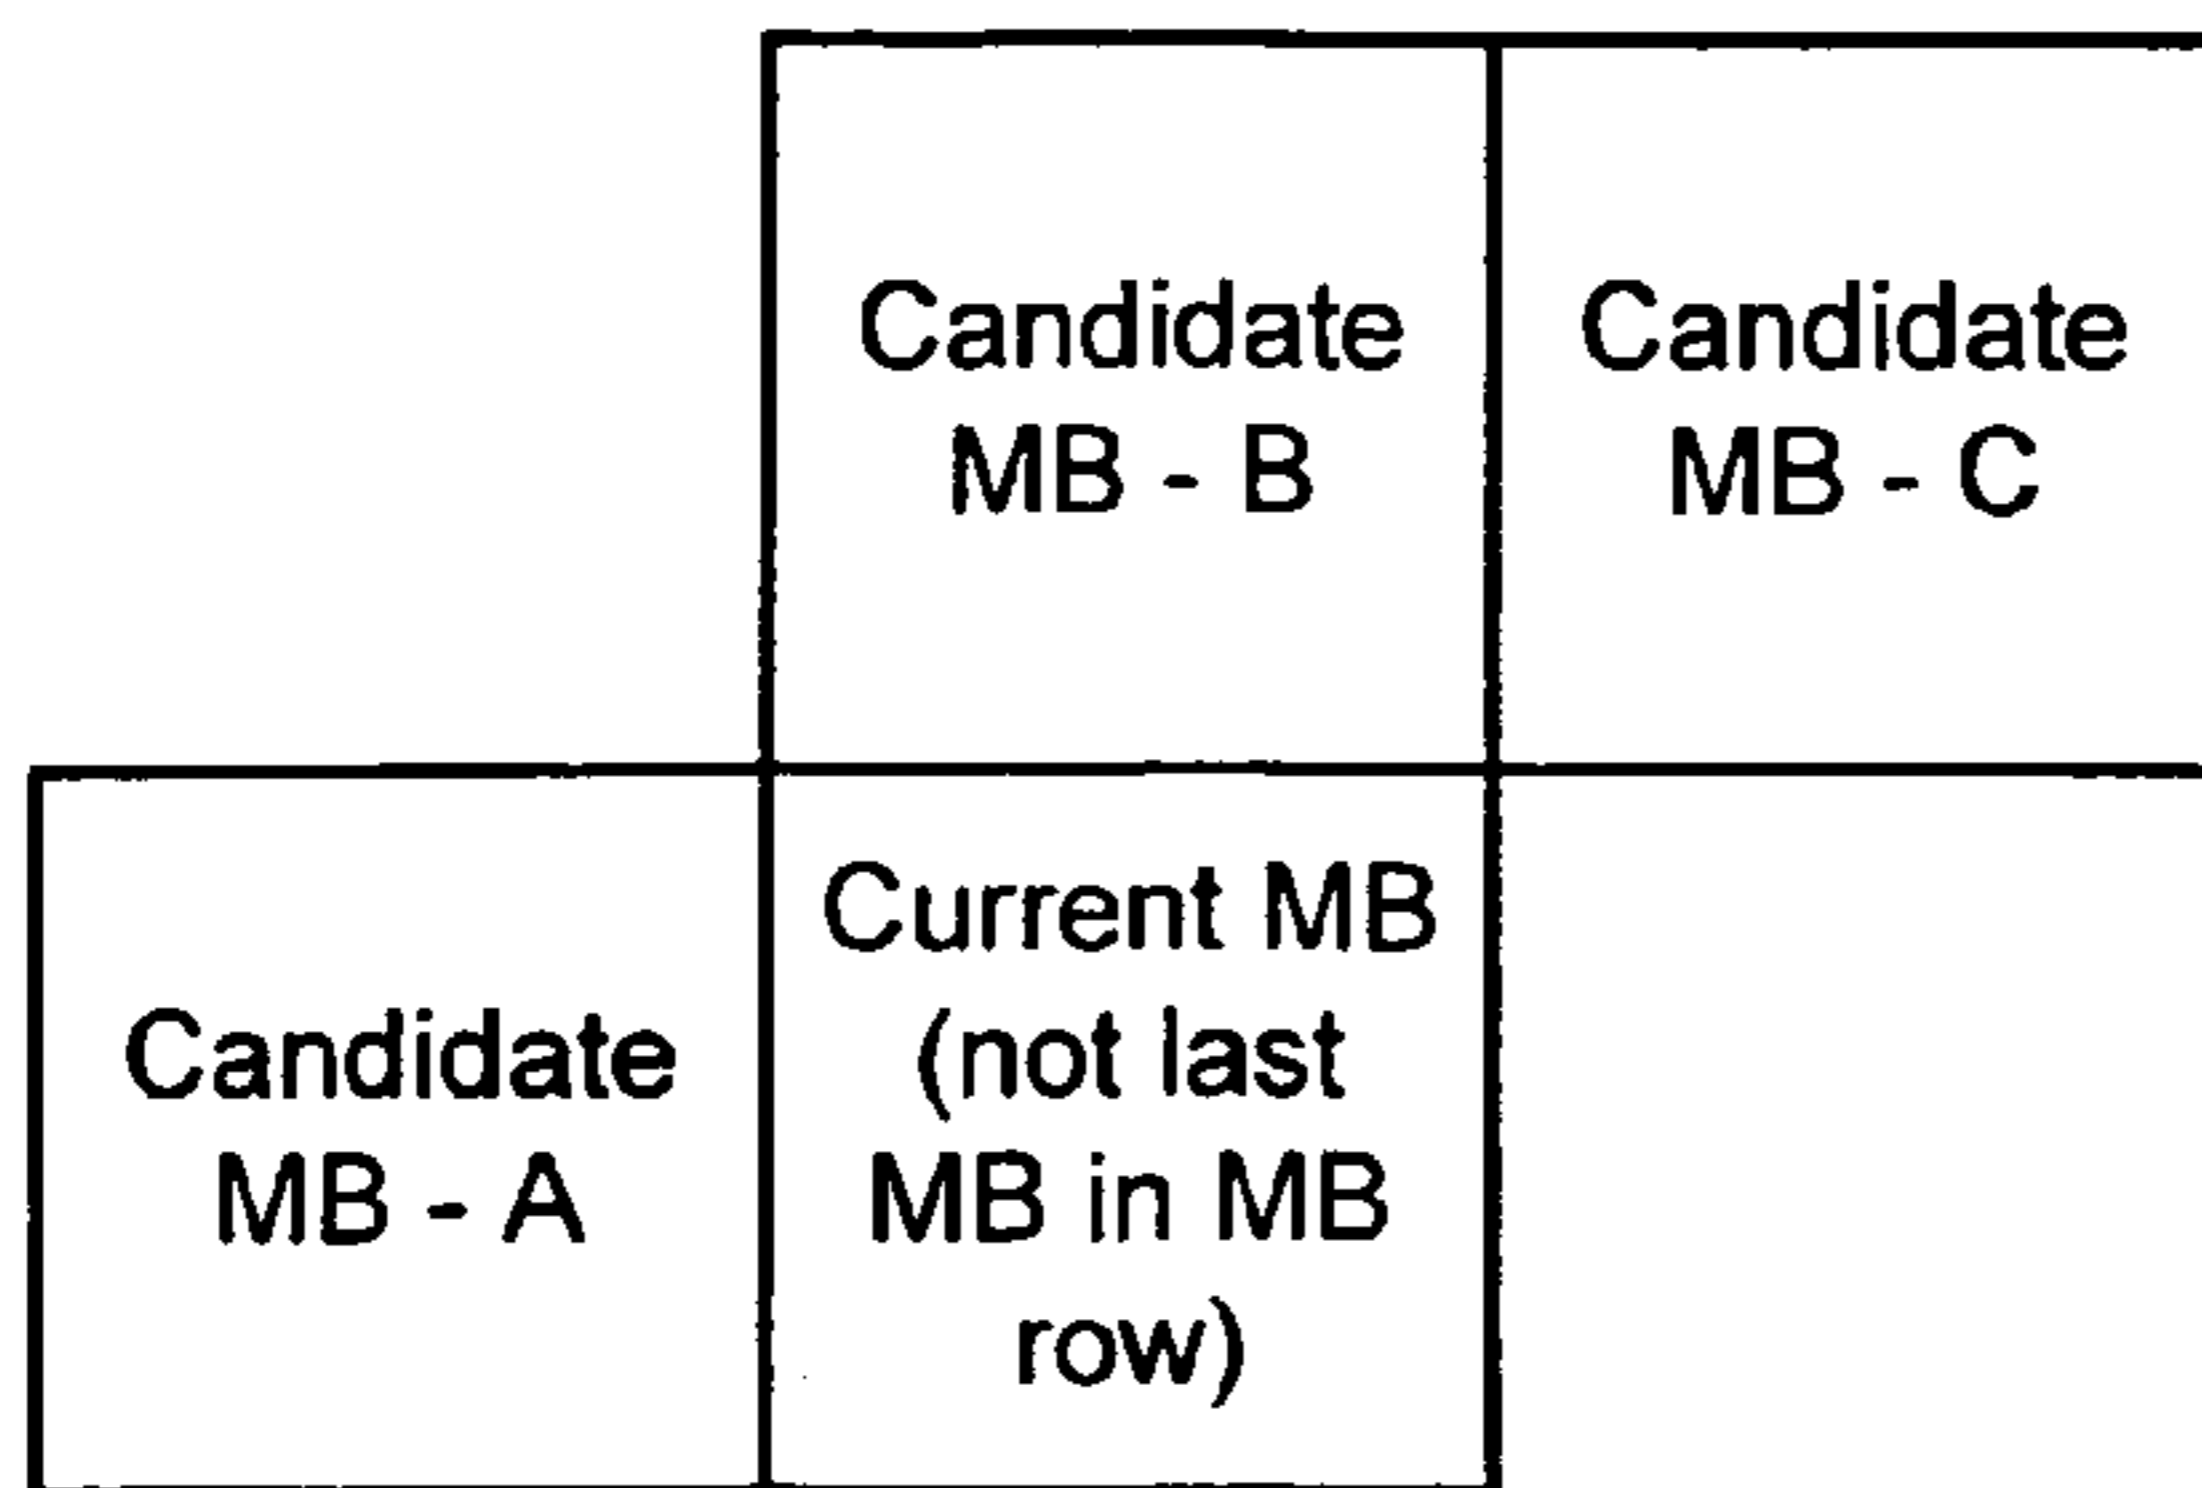 Candidate
MB - B
Candidate
MB - C
Candidate
MB - A
Current MB
(not last
MB in MB
row)